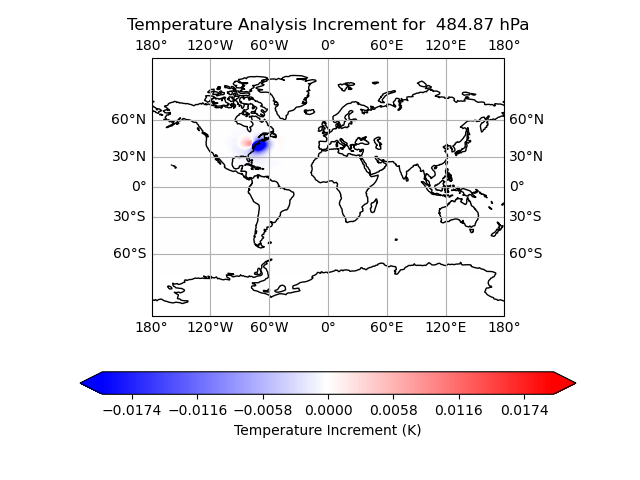 Temperature Analysis Increment for  484.87 hPa
180° 120°W 60°W 0° 60°E 120°E 180°
60°N 60°N
30°N 30°N
0° 0°
30°S 30°S
60°S 60°S
180° 120°W 60°W 0° 60°E 120°E 180°
−0.0174 −0.0116 −0.0058 0.0000 0.0058 0.0116 0.0174
Temperature Increment (K)